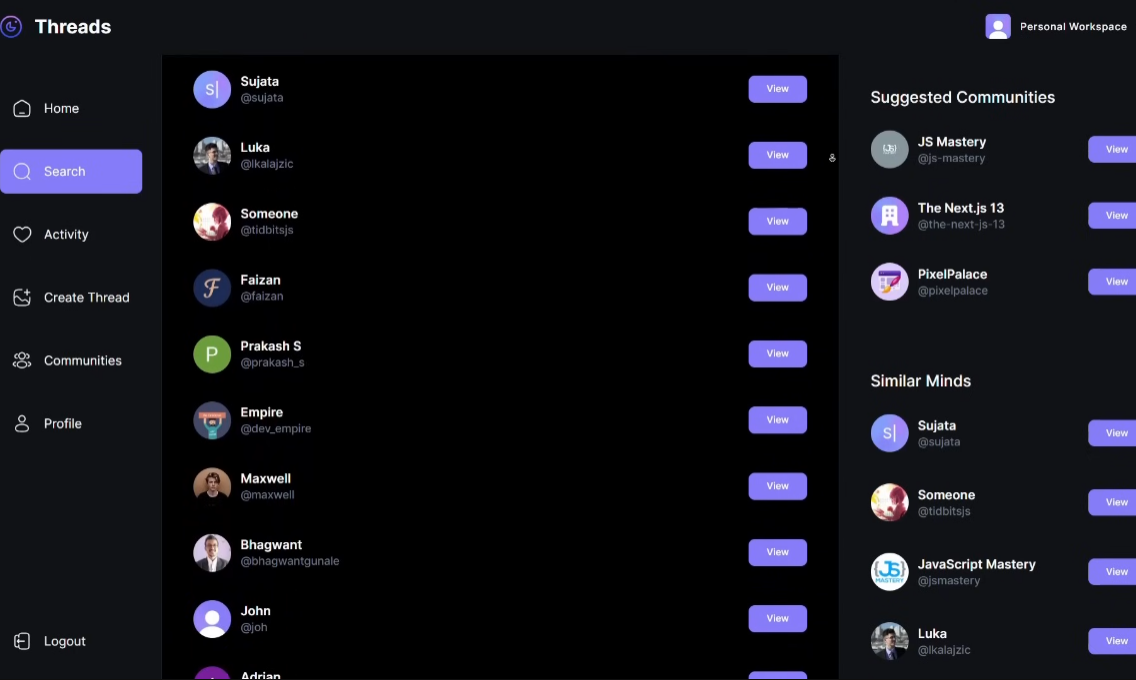 Threads
Personal Workspace
Home
Search
Activity
Create Thread
Communities
Profile
Logout
S|
Sujata
@sujata
View
Luka
@lkalajzic
View
Someone
@tidbitsjs
View
F
Faizan
@faizan
View
P
Prakash S
@prakash_s
View
Empire
@dev_empire
View
Maxwell
@maxwell
View
Bhagwant
@bhagwantgunale
View
John
@joh
View
Adrian
Suggested Communities
JS
JS Mastery
@js-mastery
View
The Next.js 13
@the-next-js-13
View
PixelPalace
@pixelpalace
View
Similar Minds
S|
Sujata
@sujata
View
Someone
@tidbitsjs
View
JS
MASTERY
JavaScript Mastery
@jsmastery
View
Luka
@lkalajzic
View